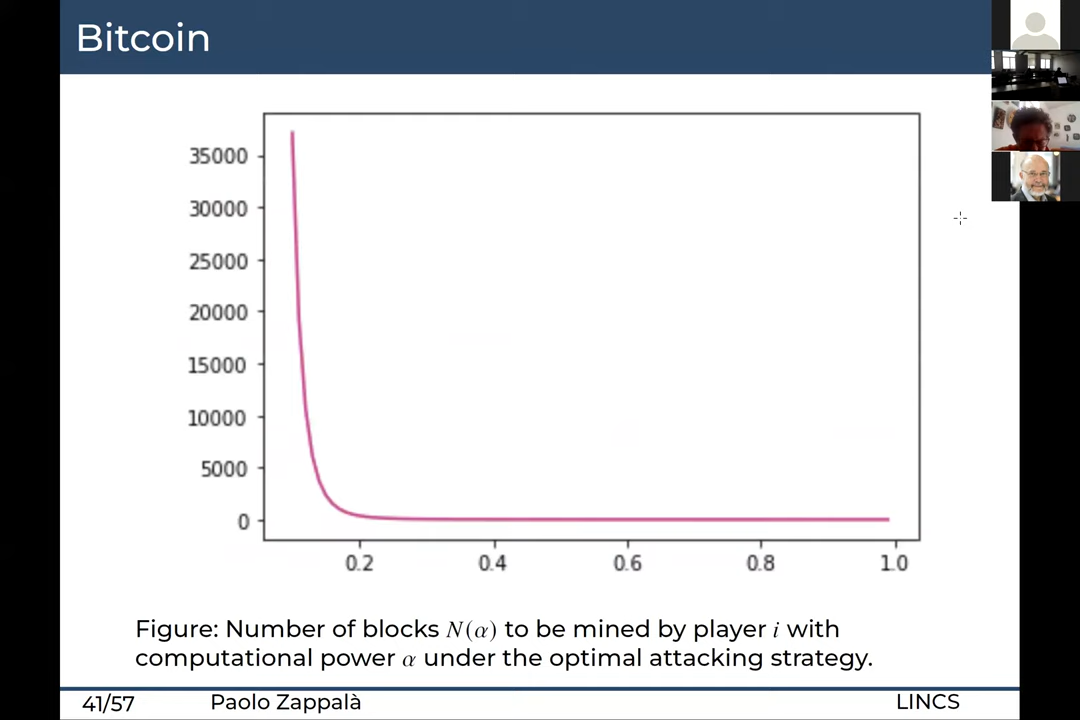 Bitcoin
35000
30000
25000
20000
15000
10000
5000
0
0.2 0.4 0.6 0.8 1.0
Figure: Number of blocks N(α) to be mined by player i with
computational power α under the optimal attacking strategy.
41/57 Paolo Zappalà LINCS